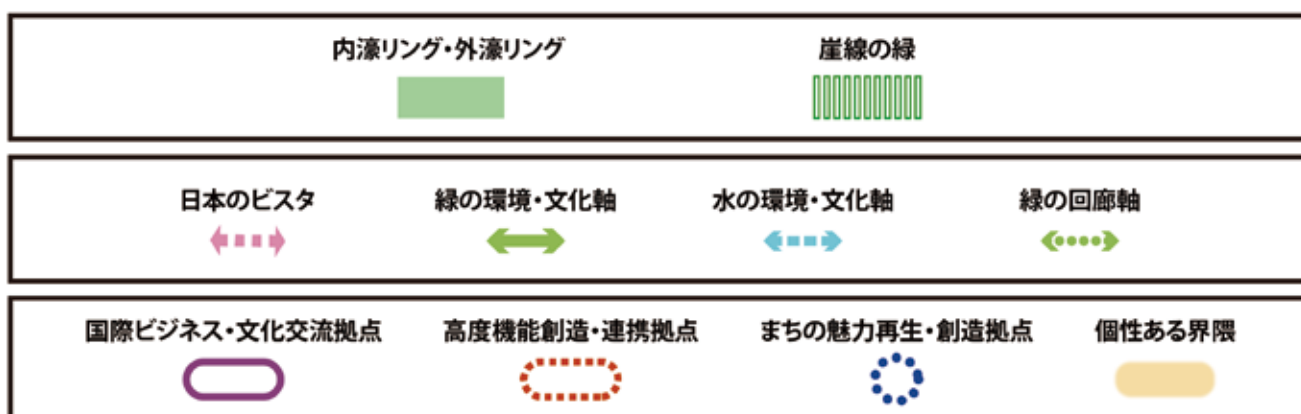 内濠リング・外濠リング
崖線の緑
日本のビスタ
緑の環境・文化軸
水の環境・文化軸
緑の回廊軸
国際ビジネス・文化交流拠点
高度機能創造・連携拠点
まちの魅力再生・創造拠点
個性ある界隈